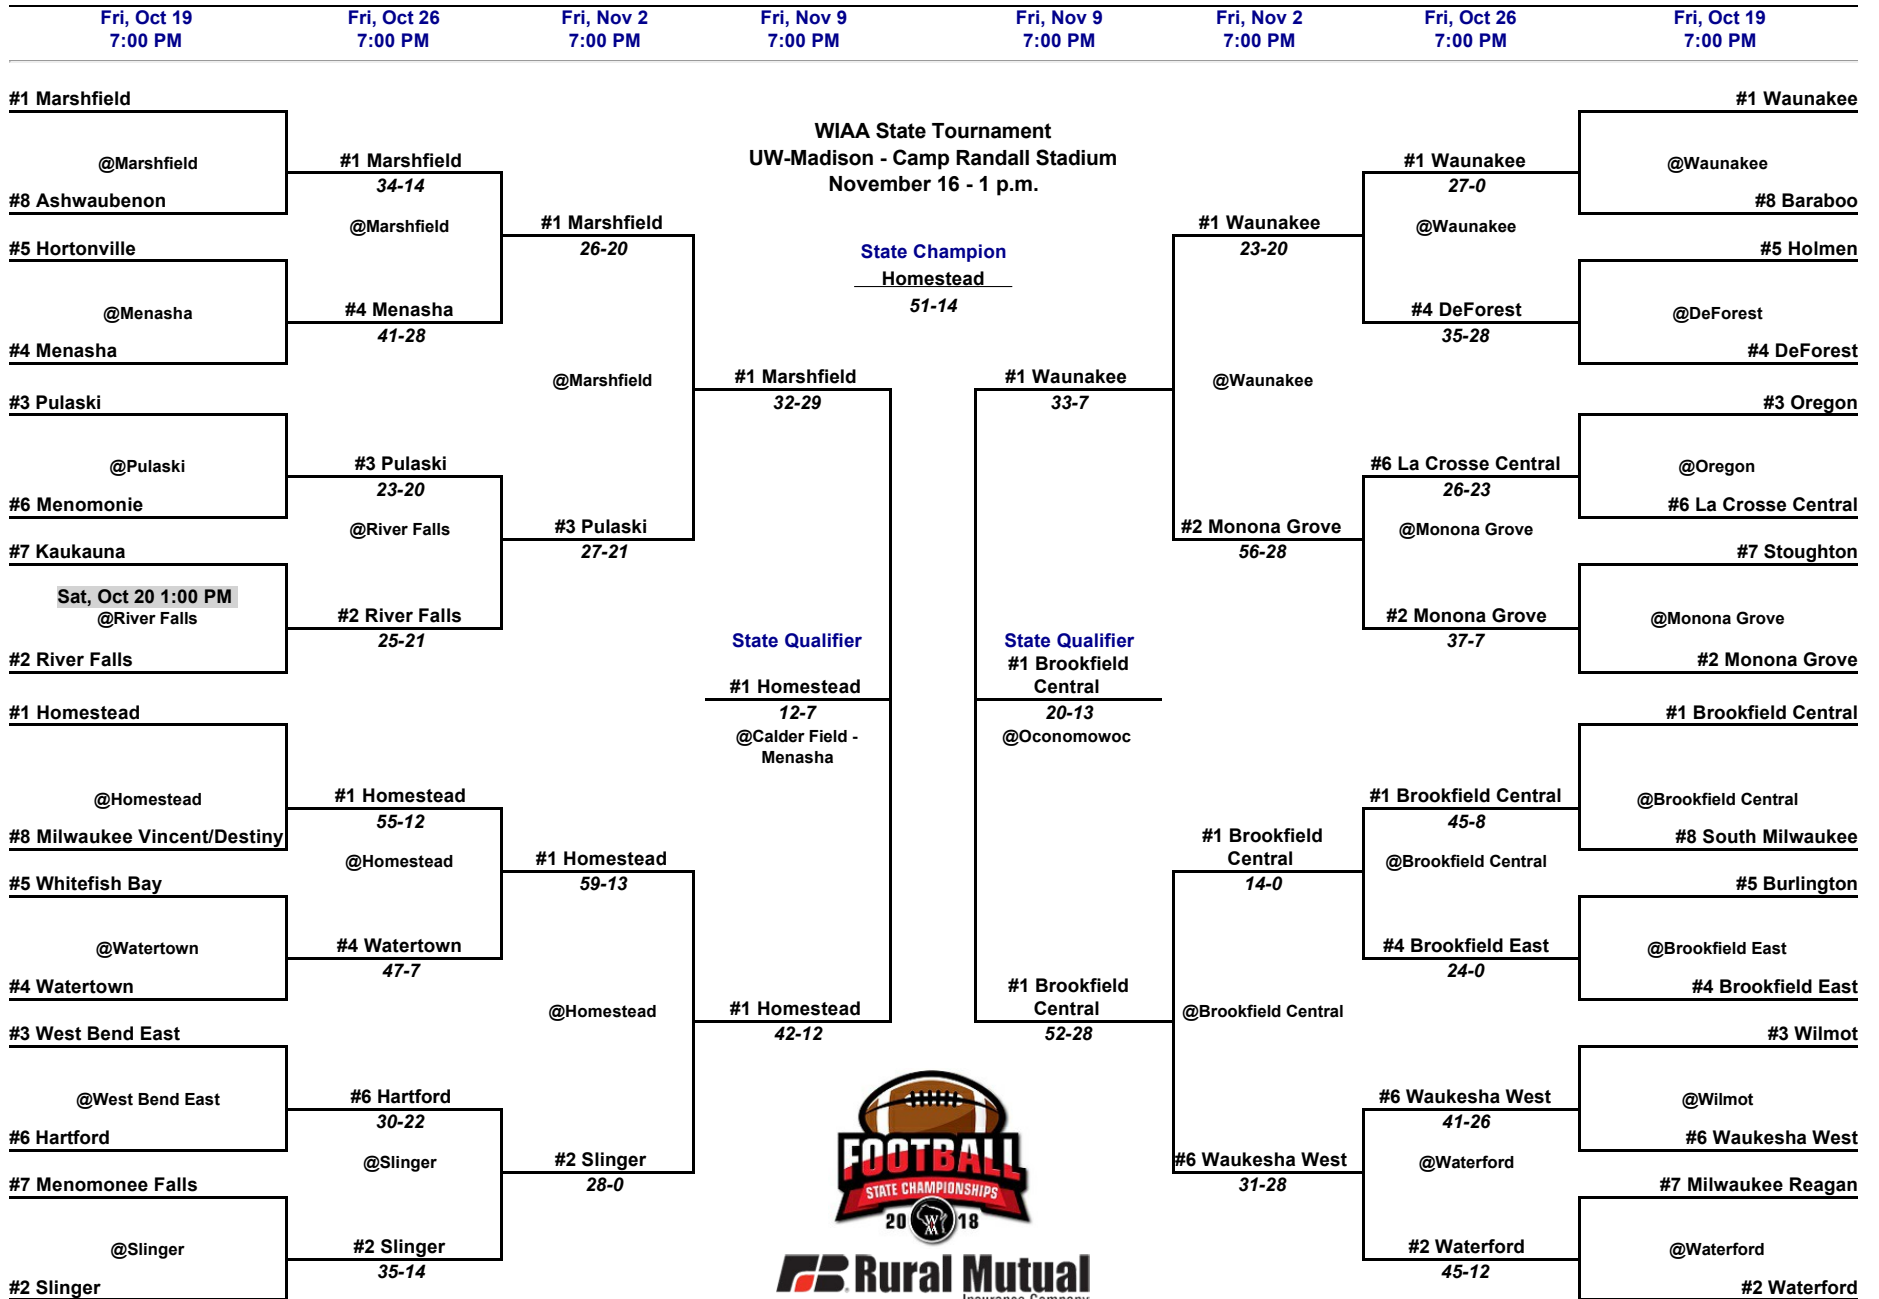 Fri, Oct 19 Fri, Oct 26 Fri, Nov 2 Fri, Nov 9 Fri, Nov 9 Fri, Nov 2 Fri, Oct 26 Fri, Oct 19
7:00 PM 7:00 PM 7:00 PM 7:00 PM 7:00 PM 7:00 PM 7:00 PM 7:00 PM
#1 Marshfield #1 Waunakee
WIAA State Tournament
UW-Madison - Camp Randall Stadium
November 16 - 1 p.m.
@Marshfield #1 Marshfield #1 Waunakee @Waunakee
34-14 27-0
#8 Ashwaubenon #8 Baraboo
@Marshfield #1 Marshfield #1 Waunakee @Waunakee
26-20 23-20
#5 Hortonville #5 Holmen
State Champion
Homestead
51-14
@Menasha #4 Menasha #4 DeForest @DeForest
41-28 35-28
#4 Menasha #4 DeForest
@Marshfield #1 Marshfield #1 Waunakee @Waunakee
32-29 33-7
#3 Pulaski #3 Oregon
@Pulaski #3 Pulaski #6 La Crosse Central @Oregon
23-20 26-23
#6 Menomonie #6 La Crosse Central
@River Falls #3 Pulaski #2 Monona Grove @Monona Grove
27-21 56-28
#7 Kaukauna #7 Stoughton
Sat, Oct 20 1:00 PM
@River Falls #2 River Falls #2 Monona Grove @Monona Grove
25-21 37-7
State Qualifier State Qualifier
#2 River Falls #2 Monona Grove
#1 Homestead #1 Brookfield
Central
12-7 20-13
@Calder Field -
Menasha
@Oconomowoc
#1 Homestead #1 Brookfield Central
@Homestead #1 Homestead #1 Brookfield Central @Brookfield Central
55-12 45-8
#8 Milwaukee Vincent/Destiny #8 South Milwaukee
@Homestead #1 Homestead #1 Brookfield
Central
@Brookfield Central
59-13 14-0
#5 Whitefish Bay #5 Burlington
@Watertown #4 Watertown #4 Brookfield East @Brookfield East
47-7 24-0
#4 Watertown #4 Brookfield East
@Homestead #1 Homestead #1 Brookfield
Central
@Brookfield Central
42-12 52-28
#3 West Bend East #3 Wilmot
@West Bend East #6 Hartford #6 Waukesha West @Wilmot
30-22 41-26
#6 Hartford #6 Waukesha West
@Slinger #2 Slinger #6 Waukesha West @Waterford
28-0 31-28
#7 Menomonee Falls #7 Milwaukee Reagan
@Slinger #2 Slinger #2 Waterford @Waterford
35-14 45-12
#2 Slinger #2 Waterford
FOOTBALL
STATE CHAMPIONSHIPS
20 18
Rural Mutual
Insurance Company